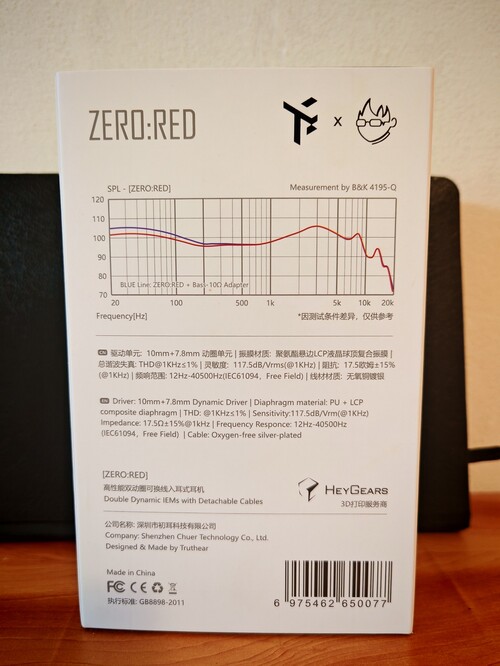 ZERO:RED
x
SPL - [ZERO:RED]
Measurement by B&K 4195-Q
120
110
100
90
80
70
BLUE Line: ZERO:RED + Bass-10Ω Adapter
20
100
500
1k
5k
10k
20k
Frequency[Hz]
*因测试条件差异，仅供参考
CN 驱动单元: 10mm+7.8mm 动圈单元 | 振膜材质: 聚氨酯悬边LCP液晶球顶复合振膜 |
总谐波失真: THD@1KHz≤1% | 灵敏度: 117.5dB/Vrms(@1KHz) | 阻抗: 17.5欧姆±15%
(@1KHz) | 频响范围: 12Hz-40500Hz(IEC61094，Free Field) | 线材材质: 无氧铜镀银
EN Driver: 10mm+7.8mm Dynamic Driver | Diaphragm material: PU + LCP
composite diaphragm | THD: @1KHz≤1% | Sensitivity:117.5dB/Vrm(@1KHz)
Impedance: 17.5Ω±15%@1kHz | Frequency Responce: 12Hz-40500Hz
(IEC61094，Free Field) | Cable: Oxygen-free silver-plated
[ZERO:RED]
高性能双动圈可换线入耳式耳机
Double Dynamic IEMs with Detachable Cables
HEYGEARS
3D打印服务商
公司名称: 深圳市初耳科技有限公司
Company: Shenzhen Chuer Technology Co., Ltd.
Designed & Made by Truthear
Made in China
FC CE
执行标准: GB8898-2011
6 975462 650077